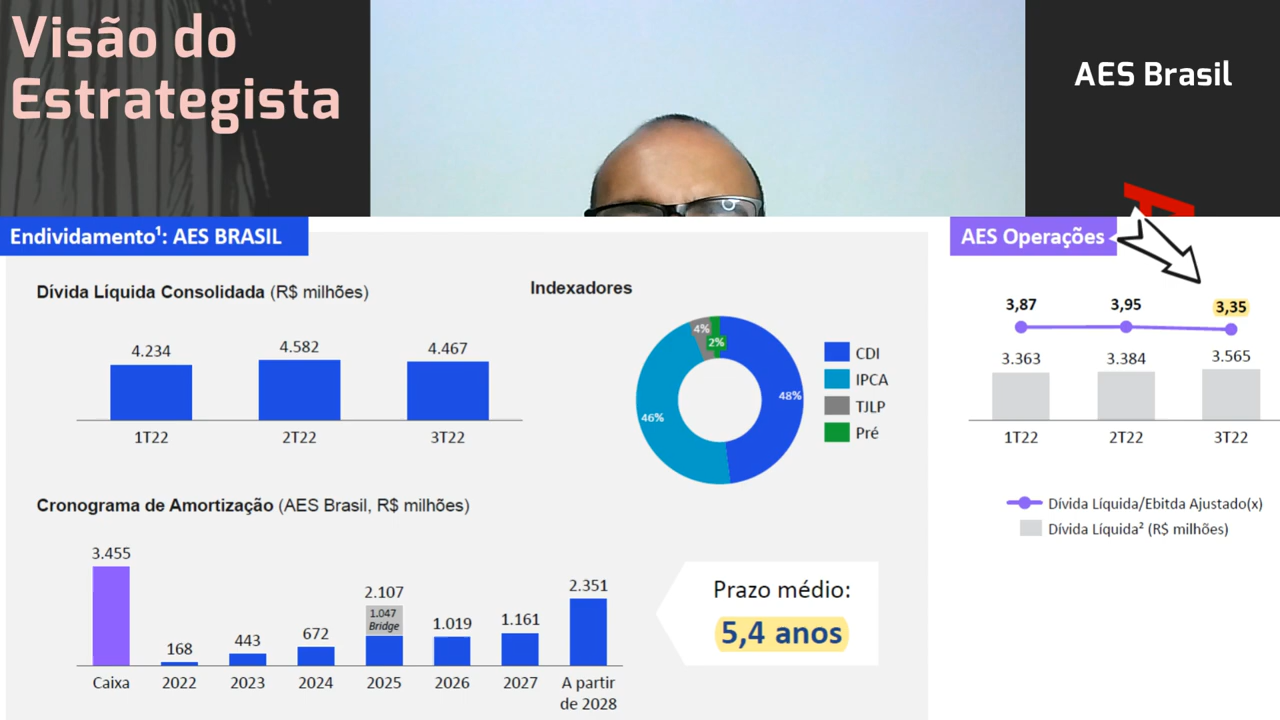 Visão do
Estrategista
AES Brasil
Endividamento¹: AES BRASIL
Dívida Líquida Consolidada (R$ milhões)
4.234
4.582
4.467
1T22
2T22
3T22
Indexadores
4%
2%
48%
46%
CDI
IPCA
TJLP
Pré
Cronograma de Amortização (AES Brasil, R$ milhões)
3.455
168
443
672
2.107
1.047
Bridge
1.019
1.161
2.351
Caixa
2022
2023
2024
2025
2026
2027
A partir
de 2028
Prazo médio:
5,4 anos
AES Operações
3,87
3,95
3,35
3.363
3.384
3.565
1T22
2T22
3T22
Dívida Líquida/Ebitda Ajustado(x)
Dívida Líquida² (R$ milhões)